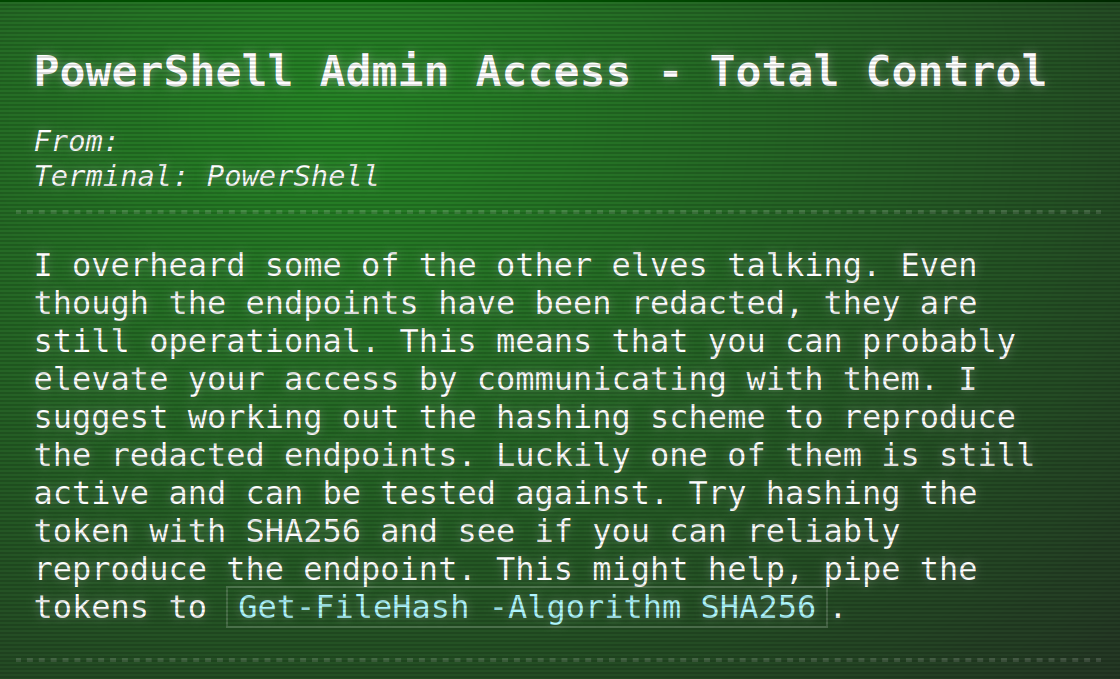 PowerShell Admin Access - Total Control
From:
Terminal: PowerShell
I overheard some of the other elves talking. Even
though the endpoints have been redacted, they are
still operational. This means that you can probably
elevate your access by communicating with them. I
suggest working out the hashing scheme to reproduce
the redacted endpoints. Luckily one of them is still
active and can be tested against. Try hashing the
token with SHA256 and see if you can reliably
reproduce the endpoint. This might help, pipe the
tokens to Get-FileHash -Algorithm SHA256.